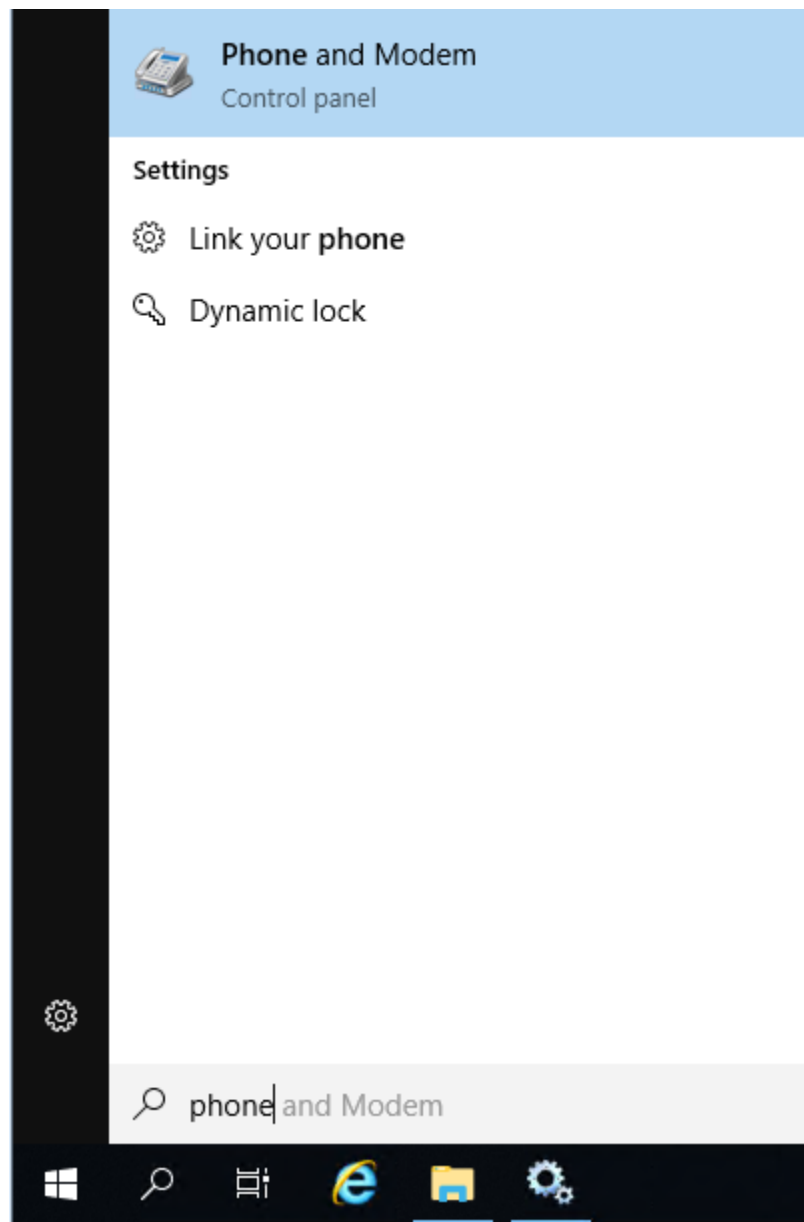 Phone and Modem
Control panel
Settings
Link your phone
Dynamic lock
phone and Modem